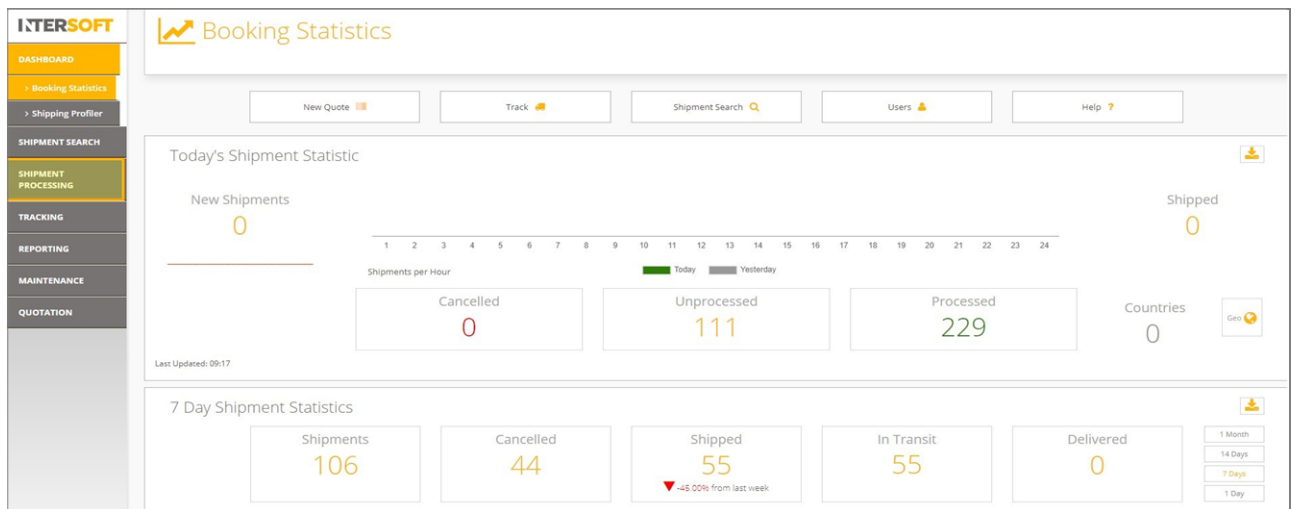 INTERSOFT
DASHBOARD
> Booking Statistics
> Shipping Profiler
SHIPMENT SEARCH
SHIPMENT
PROCESSING
TRACKING
REPORTING
MAINTENANCE
QUOTATION
Booking Statistics
New Quote
Track
Shipment Search
Users
Help ?
Today's Shipment Statistic
New Shipments
0
Shipped
0
1 2 3 4 5 6 7 8 9 10 11 12 13 14 15 16 17 18 19 20 21 22 23 24
Shipments per Hour
Today Yesterday
Cancelled
0
Unprocessed
111
Processed
229
Countries
0
Geo
Last Updated: 09:17
7 Day Shipment Statistics
Shipments
106
Cancelled
44
Shipped
55
-45.00% from last week
In Transit
55
Delivered
0
1 Month
14 Days
7 Days
1 Day